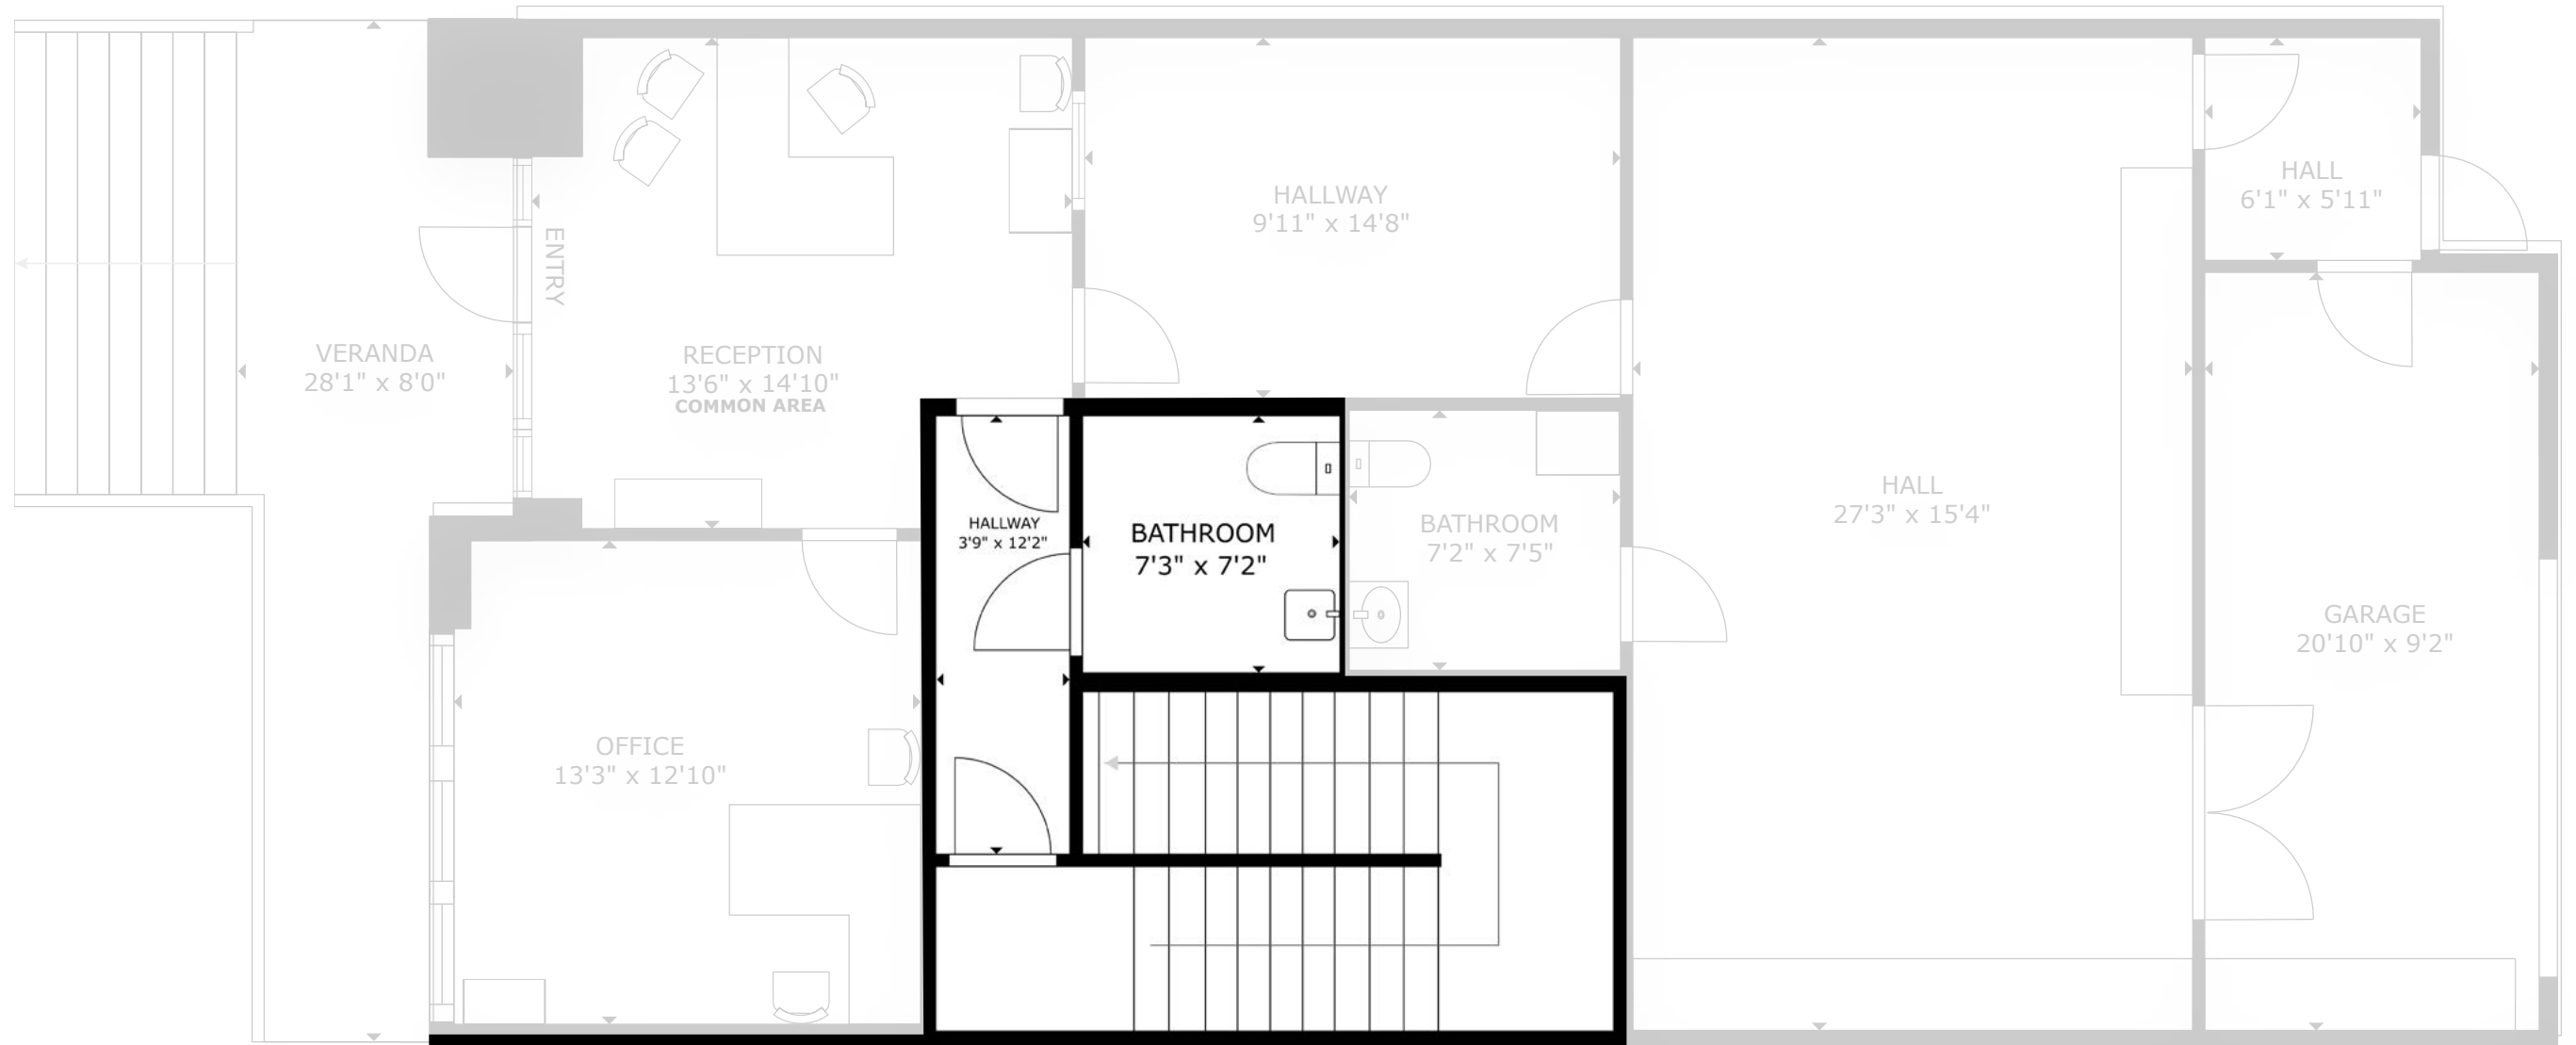 VERANDA
28'1" x 8'0"
ENTRY
RECEPTION
13'6" x 14'10"
COMMON AREA
HALLWAY
9'11" x 14'8"
HALL
6'1" x 5'11"
HALLWAY
3'9" x 12'2"
BATHROOM
7'3" x 7'2"
BATHROOM
7'2" x 7'5"
HALL
27'3" x 15'4"
GARAGE
20'10" x 9'2"
OFFICE
13'3" x 12'10"